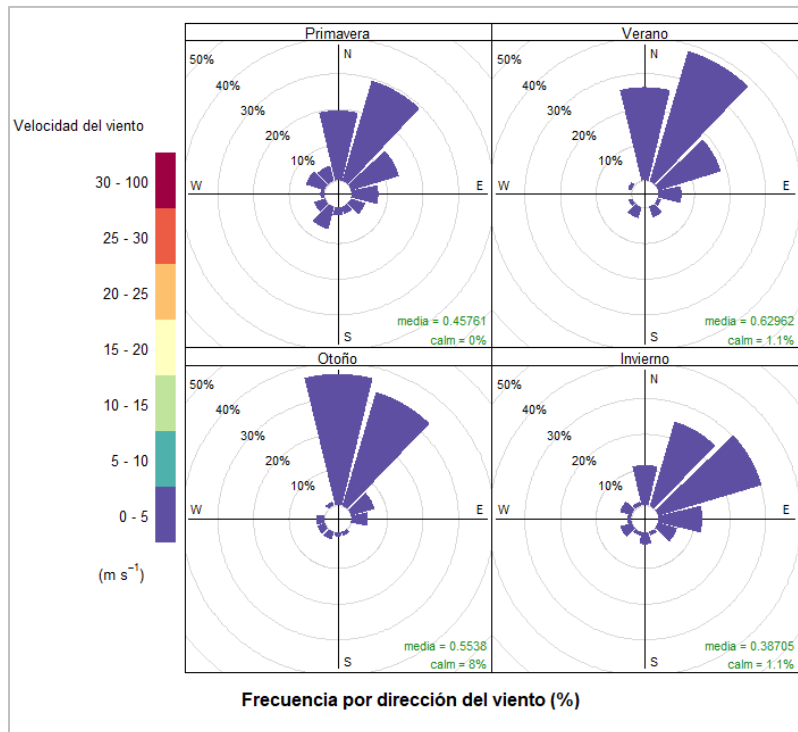 Primavera
50%
40%
30%
20%
10%
N
W
E
S
media = 0.45761
calm = 0%
Verano
50%
40%
30%
20%
10%
N
W
E
S
media = 0.62962
calm = 1.1%
Velocidad del viento
30 - 100
25 - 30
20 - 25
15 - 20
10 - 15
5 - 10
0 - 5
(m s⁻¹)
Otoño
50%
40%
30%
20%
10%
W
E
S
media = 0.5538
calm = 8%
Invierno
50%
40%
30%
20%
10%
N
W
E
S
media = 0.38705
calm = 1.1%
Frecuencia por dirección del viento (%)